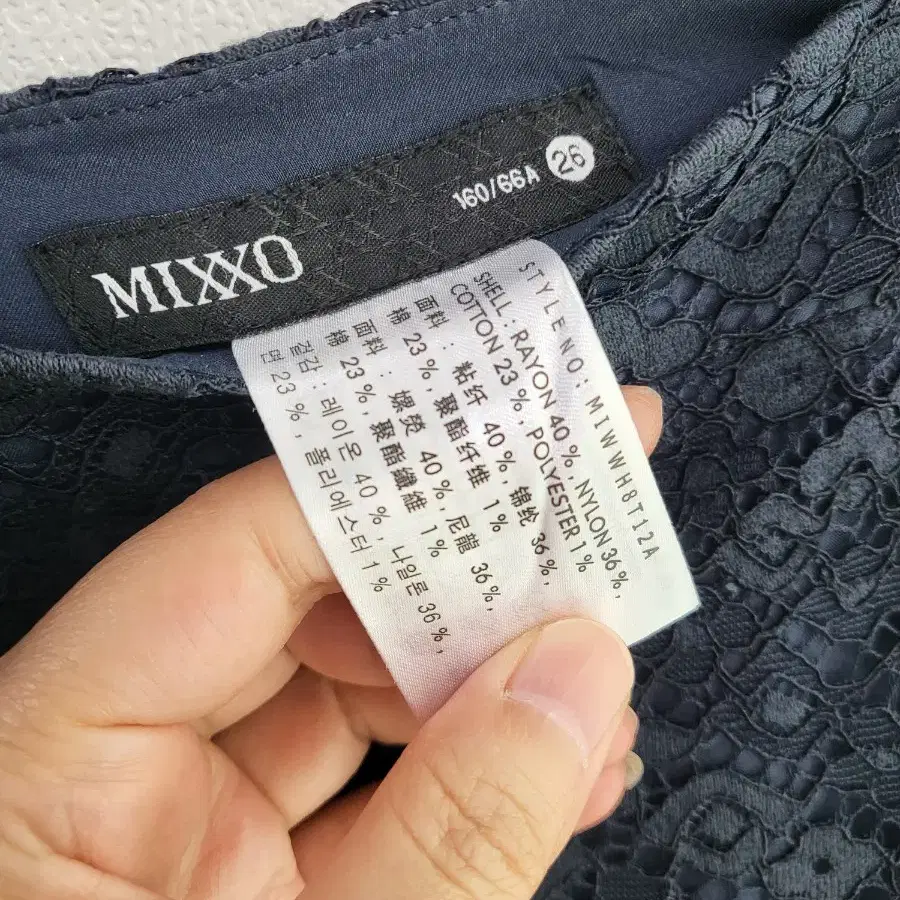 MIXXO
160/66A 26
STYLE NO: MIWWH8T12A
SHELL: RAYON 40%, NYLON 36%,
COTTON 23%, POLYESTER 1%
面料: 粘纤 40%, 锦纶 36%,
棉 23%, 聚酯纤维 1%
面料: 嫘縈 40%, 尼龍 36%,
棉 23%, 聚酯纖維 1%
겉감: 레이온 40%, 나일론 36%,
면 23%, 폴리에스터 1%